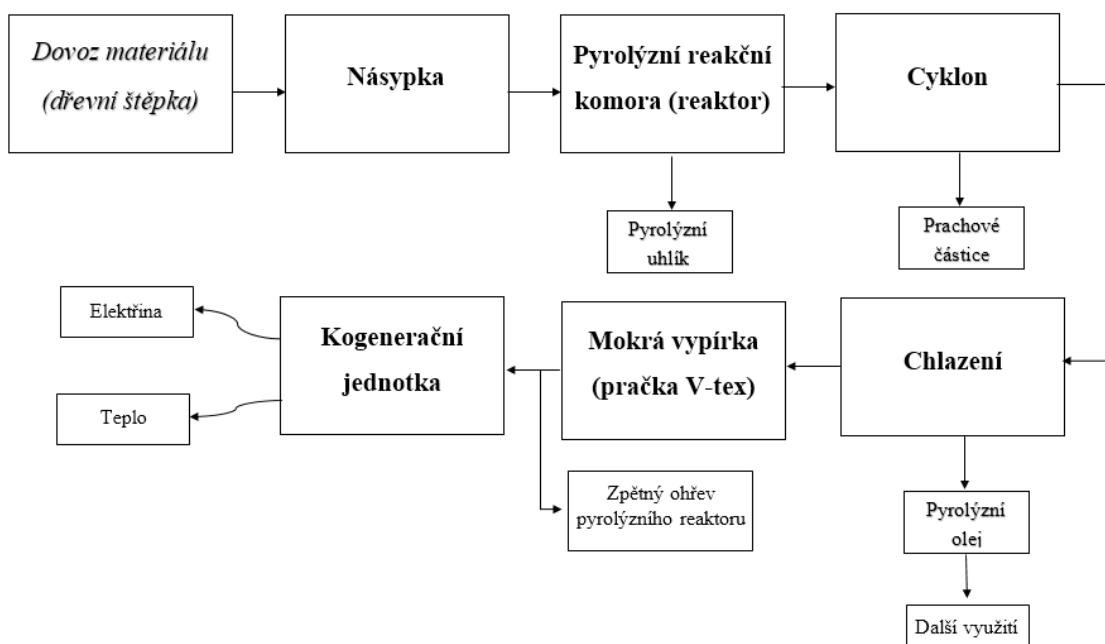 Dovoz materiálu
(dřevní štěpka)
Násypka
Pyrolýzní reakční
komora (reaktor)
Cyklon
Pyrolýzní
uhlík
Prachové
částice
Elektřina
Teplo
Kogenerační
jednotka
Mokrá vypírka
(pračka V-tex)
Chlazení
Zpětný ohřev
pyrolýzního reaktoru
Pyrolýzní
olej
Další využití